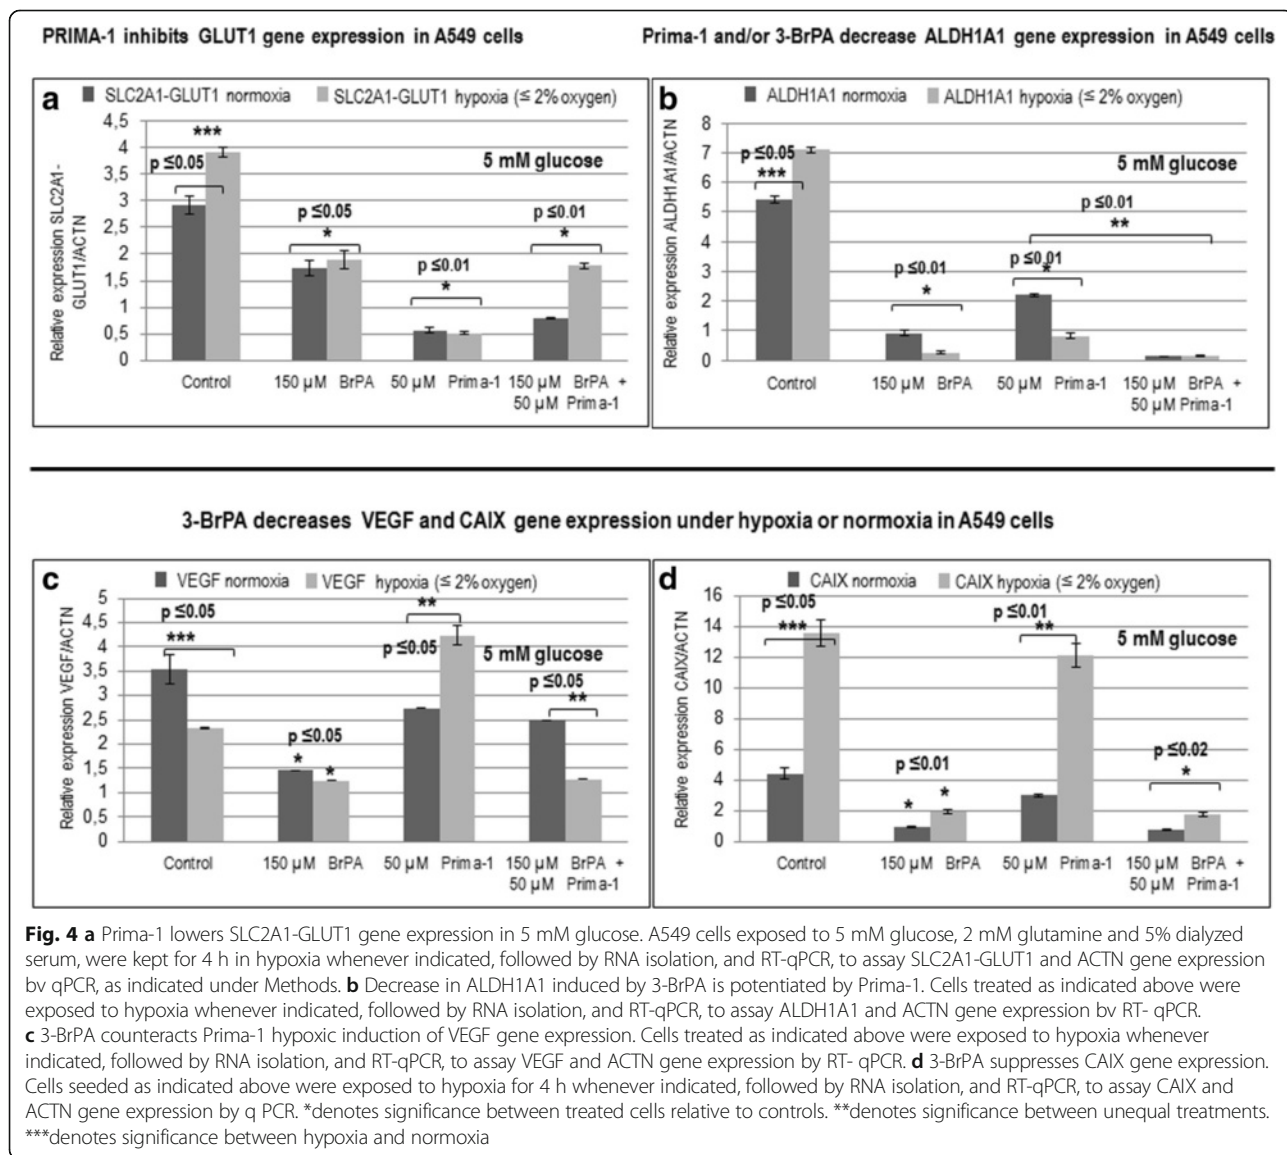 PRIMA-1 inhibits GLUT1 gene expression in A549 cells
Prima-1 and/or 3-BrPA decrease ALDH1A1 gene expression in A549 cells
a
SLC2A1-GLUT1 normoxia
SLC2A1-GLUT1 hypoxia (≤ 2% oxygen)
Relative expression SLC2A1-
GLUT1/ACTN
4,5
4
3,5
3
2,5
2
1,5
1
0,5
0
***
p ≤0.05
5 mM glucose
p ≤0.05
*
p ≤0.01
*
p ≤0.01
*
Control
150 µM BrPA
50 µM Prima-1
150 µM BrPA +
50 µM Prima-1
b
ALDH1A1 normoxia
ALDH1A1 hypoxia (≤ 2% oxygen)
Relative expression ALDH1A1/ACTN
8
7
6
5
4
3
2
1
0
p ≤0.05
***
5 mM glucose
p ≤0.01
**
p ≤0.01
*
p ≤0.01
*
Control
150 µM BrPA
50 µM Prima-1
150 µM BrPA +
50 µM Prima-1
3-BrPA decreases VEGF and CAIX gene expression under hypoxia or normoxia in A549 cells
c
VEGF normoxia
VEGF hypoxia (≤ 2% oxygen)
Relative expression VEGF/ACTN
5
4,5
4
3,5
3
2,5
2
1,5
1
0,5
0
p ≤0.05
***
p ≤0.05
*
*
**
p ≤0.05
5 mM glucose
p ≤0.05
**
Control
150 µM BrPA
50 µM Prima-1
150 µM BrPA +
50 µM Prima-1
d
CAIX normoxia
CAIX hypoxia (≤ 2% oxygen)
Relative expression CAIX/ACTN
16
14
12
10
8
6
4
2
0
p ≤0.05
***
p ≤0.01
*
*
p ≤0.01
**
5 mM glucose
p ≤0.02
*
Control
150 µM BrPA
50 µM Prima-1
150 µM BrPA +
50 µM Prima-1
Fig. 4 a Prima-1 lowers SLC2A1-GLUT1 gene expression in 5 mM glucose. A549 cells exposed to 5 mM glucose, 2 mM glutamine and 5% dialyzed
serum, were kept for 4 h in hypoxia whenever indicated, followed by RNA isolation, and RT-qPCR, to assay SLC2A1-GLUT1 and ACTN gene expression
bv qPCR, as indicated under Methods. b Decrease in ALDH1A1 induced by 3-BrPA is potentiated by Prima-1. Cells treated as indicated above were
exposed to hypoxia whenever indicated, followed by RNA isolation, and RT-qPCR, to assay ALDH1A1 and ACTN gene expression bv RT- qPCR.
c 3-BrPA counteracts Prima-1 hypoxic induction of VEGF gene expression. Cells treated as indicated above were exposed to hypoxia whenever
indicated, followed by RNA isolation, and RT-qPCR, to assay VEGF and ACTN gene expression by RT- qPCR. d 3-BrPA suppresses CAIX gene expression.
Cells seeded as indicated above were exposed to hypoxia for 4 h whenever indicated, followed by RNA isolation, and RT-qPCR, to assay CAIX and
ACTN gene expression by q PCR. *denotes significance between treated cells relative to controls. **denotes significance between unequal treatments.
***denotes significance between hypoxia and normoxia